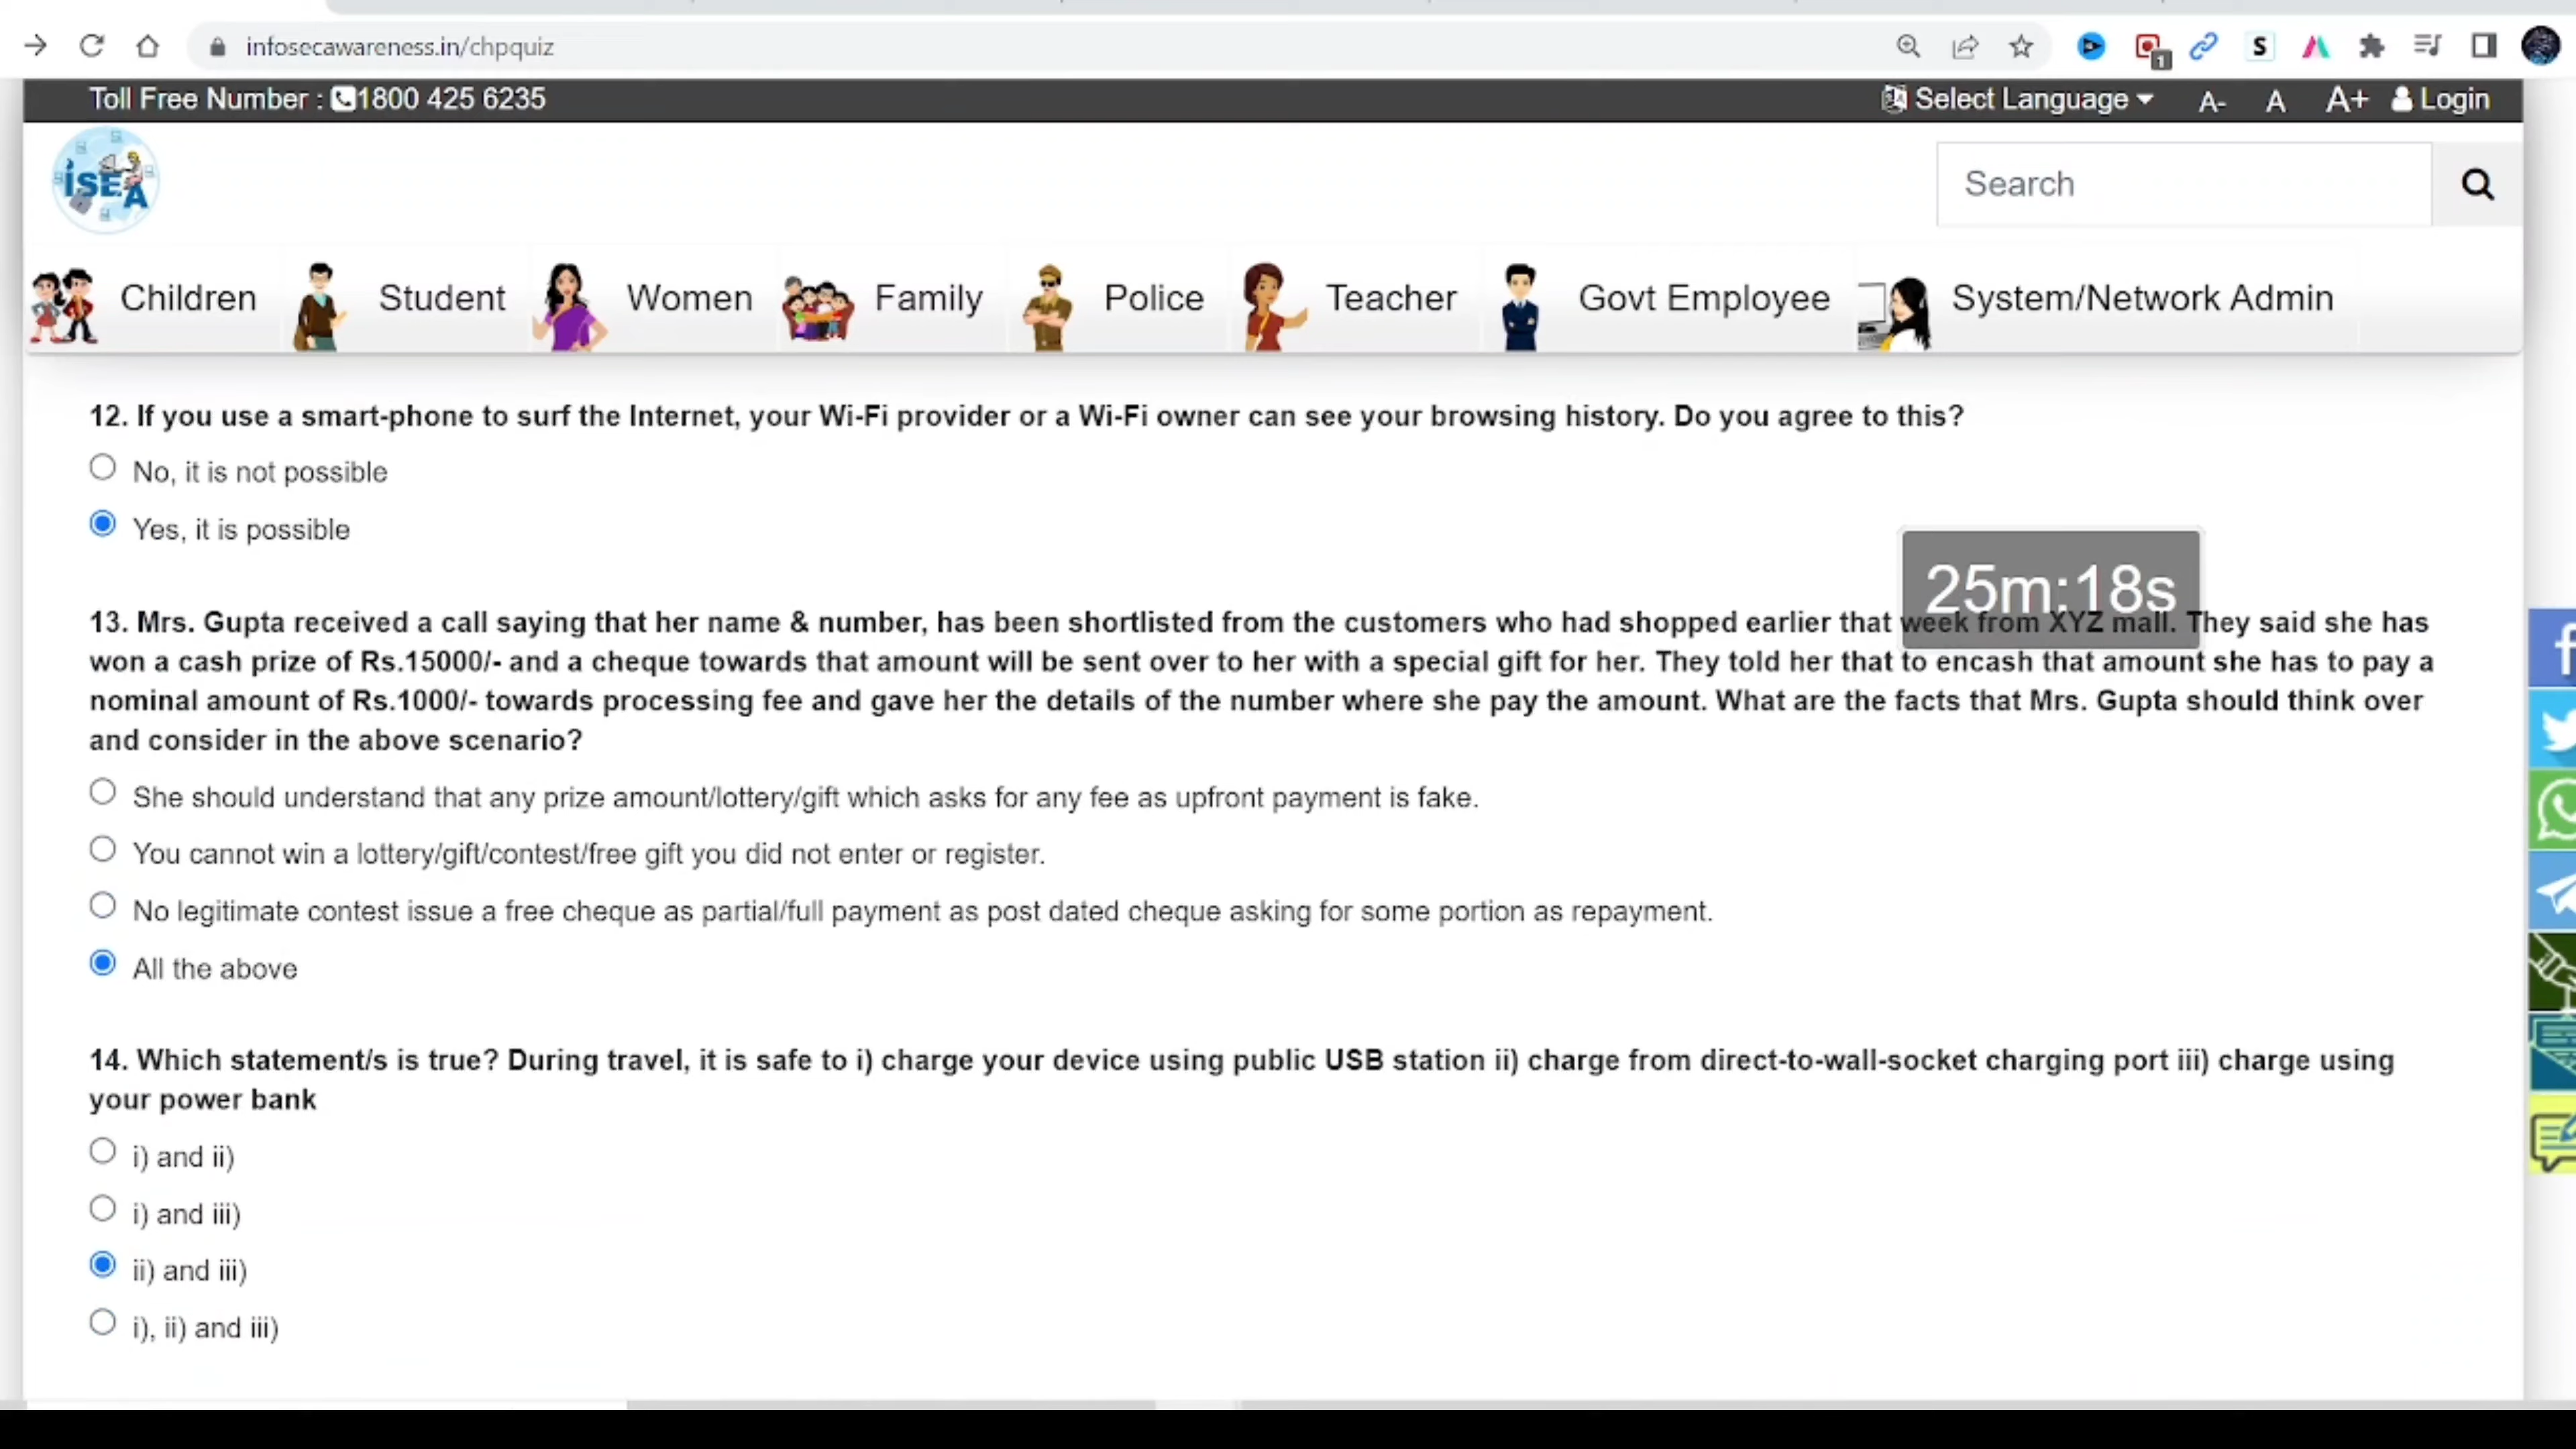 infosecawareness.in/chpquiz
S
1
Toll Free Number : 1800 425 6235
Select Language A- A A+ Login
iSEA
Search
Children Student Women Family Police Teacher Govt Employee System/Network Admin
12. If you use a smart-phone to surf the Internet, your Wi-Fi provider or a Wi-Fi owner can see your browsing history. Do you agree to this?
No, it is not possible
Yes, it is possible
25m:18s
13. Mrs. Gupta received a call saying that her name & number, has been shortlisted from the customers who had shopped earlier that week from XYZ mall. They said she has
won a cash prize of Rs.15000/- and a cheque towards that amount will be sent over to her with a special gift for her. They told her that to encash that amount she has to pay a
nominal amount of Rs.1000/- towards processing fee and gave her the details of the number where she pay the amount. What are the facts that Mrs. Gupta should think over
and consider in the above scenario?
She should understand that any prize amount/lottery/gift which asks for any fee as upfront payment is fake.
You cannot win a lottery/gift/contest/free gift you did not enter or register.
No legitimate contest issue a free cheque as partial/full payment as post dated cheque asking for some portion as repayment.
All the above
14. Which statement/s is true? During travel, it is safe to i) charge your device using public USB station ii) charge from direct-to-wall-socket charging port iii) charge using
your power bank
i) and ii)
i) and iii)
ii) and iii)
i), ii) and iii)